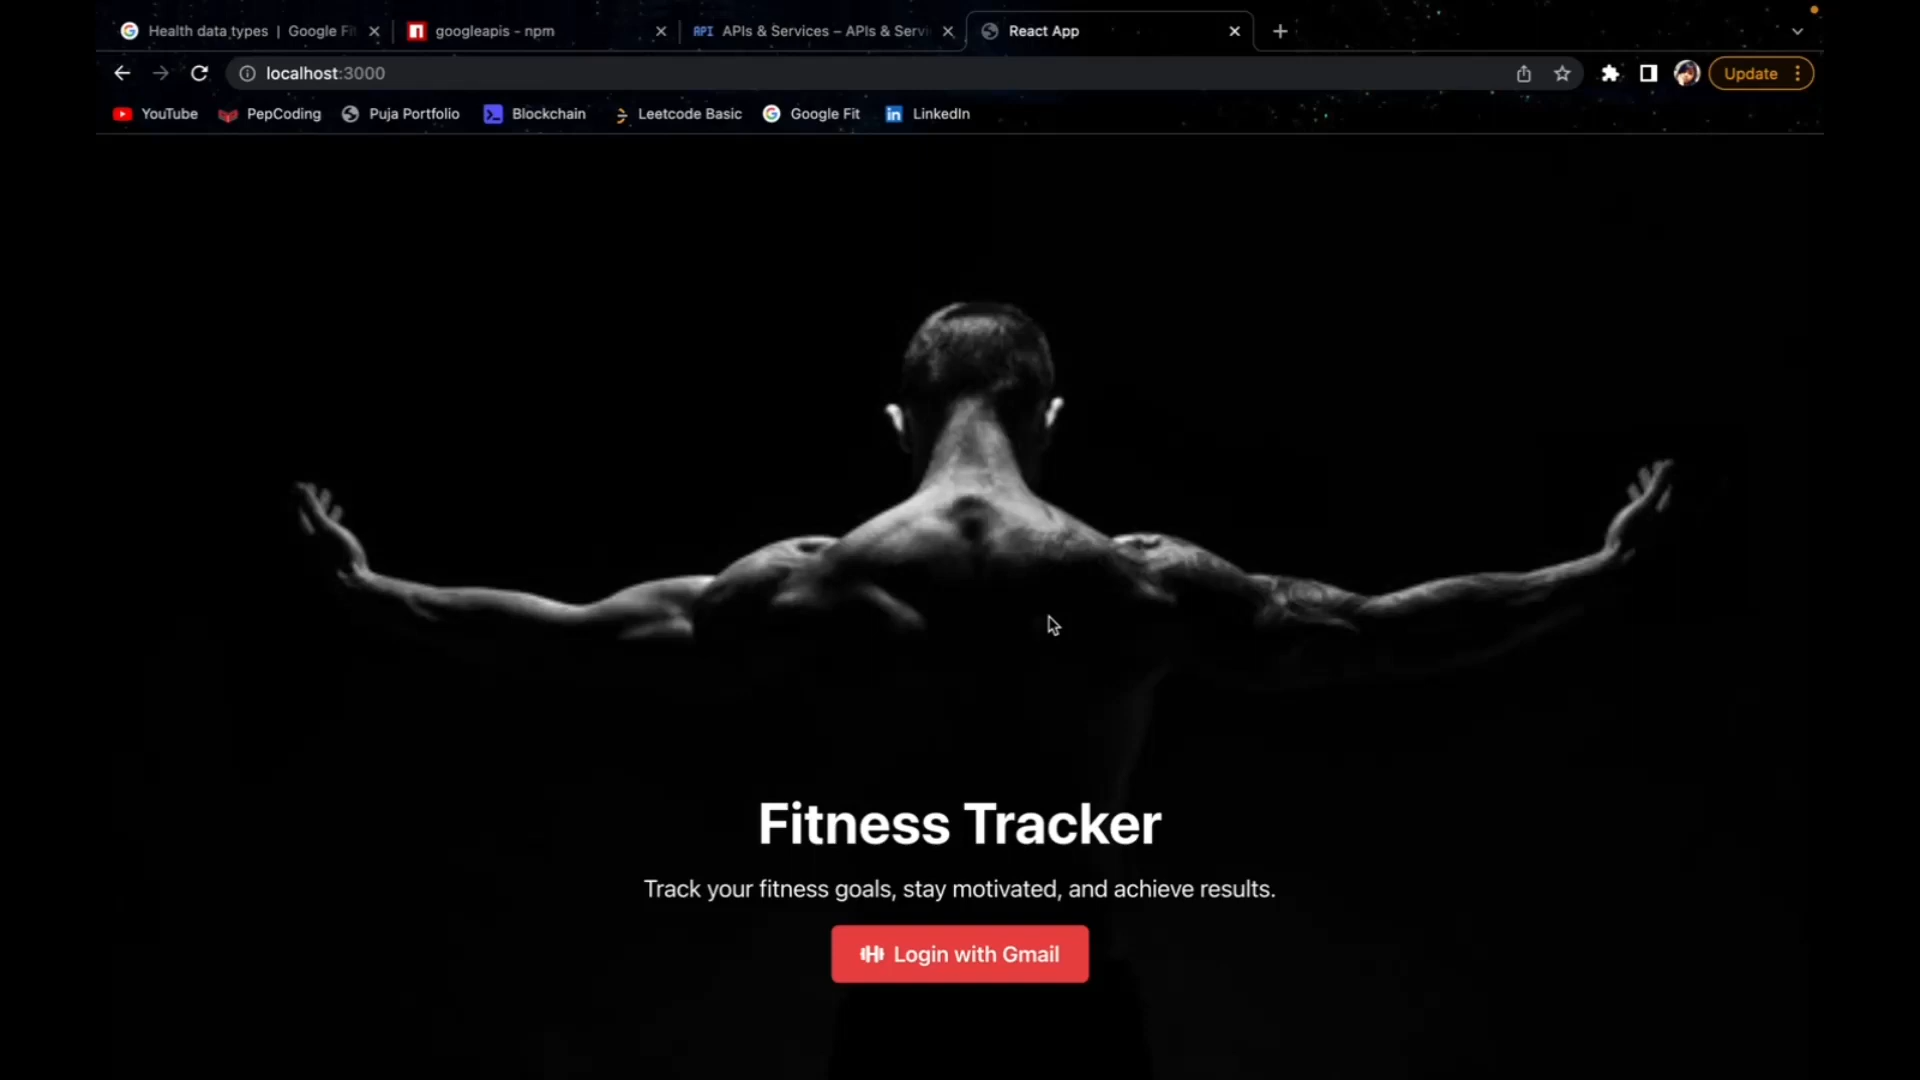 Health data types | Google Fi
googleapis - npm
API APIs & Services – APIs & Servi
React App
localhost:3000
Update
YouTube
PepCoding
Puja Portfolio
Blockchain
Leetcode Basic
Google Fit
in LinkedIn
Fitness Tracker
Track your fitness goals, stay motivated, and achieve results.
Login with Gmail